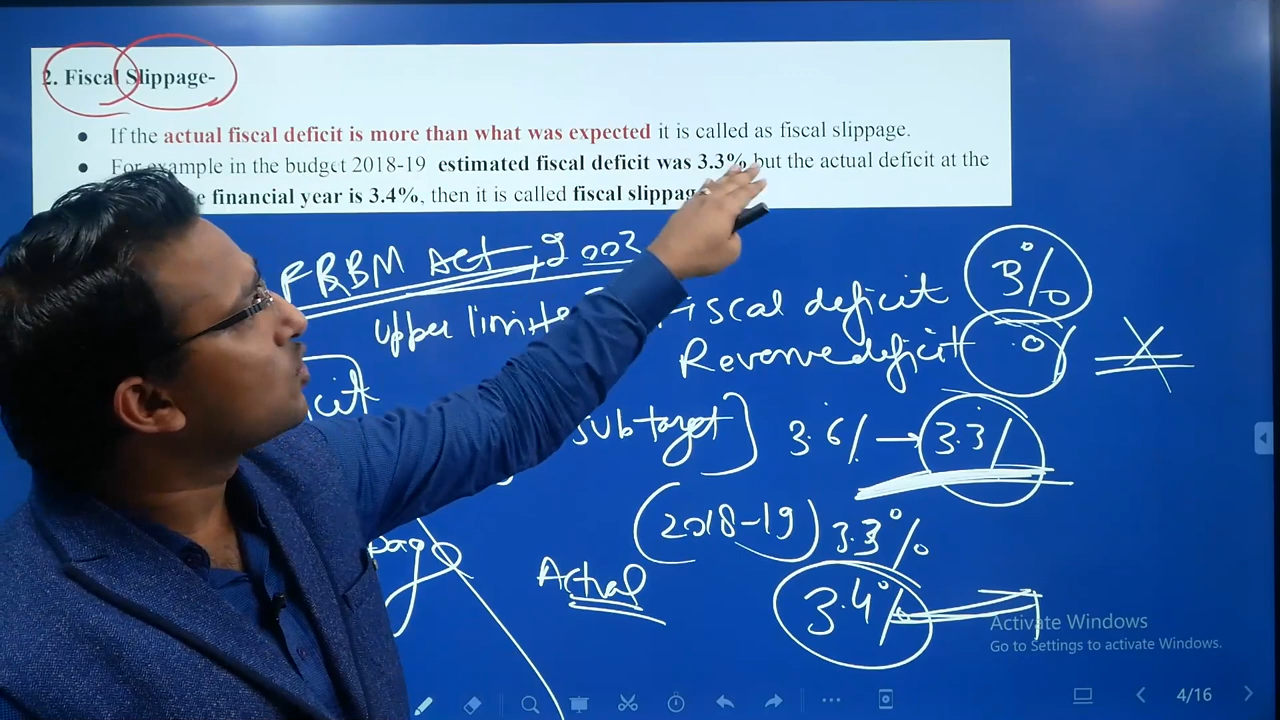 2. Fiscal Slippage-
● If the actual fiscal deficit is more than what was expected it is called as fiscal slippage.
● For example in the budget 2018-19 estimated fiscal deficit was 3.3% but the actual deficit at the
financial year is 3.4%, then it is called fiscal slippag
FRBM Act, 2003
upper limits
Fiscal deficit 3%
Revenue deficit 0%
icit
sub target] 3.6% → 3.3%
(2018-19) 3.3%
page
Actual 3.4%
Activate Windows
Go to Settings to activate Windows.
4/16